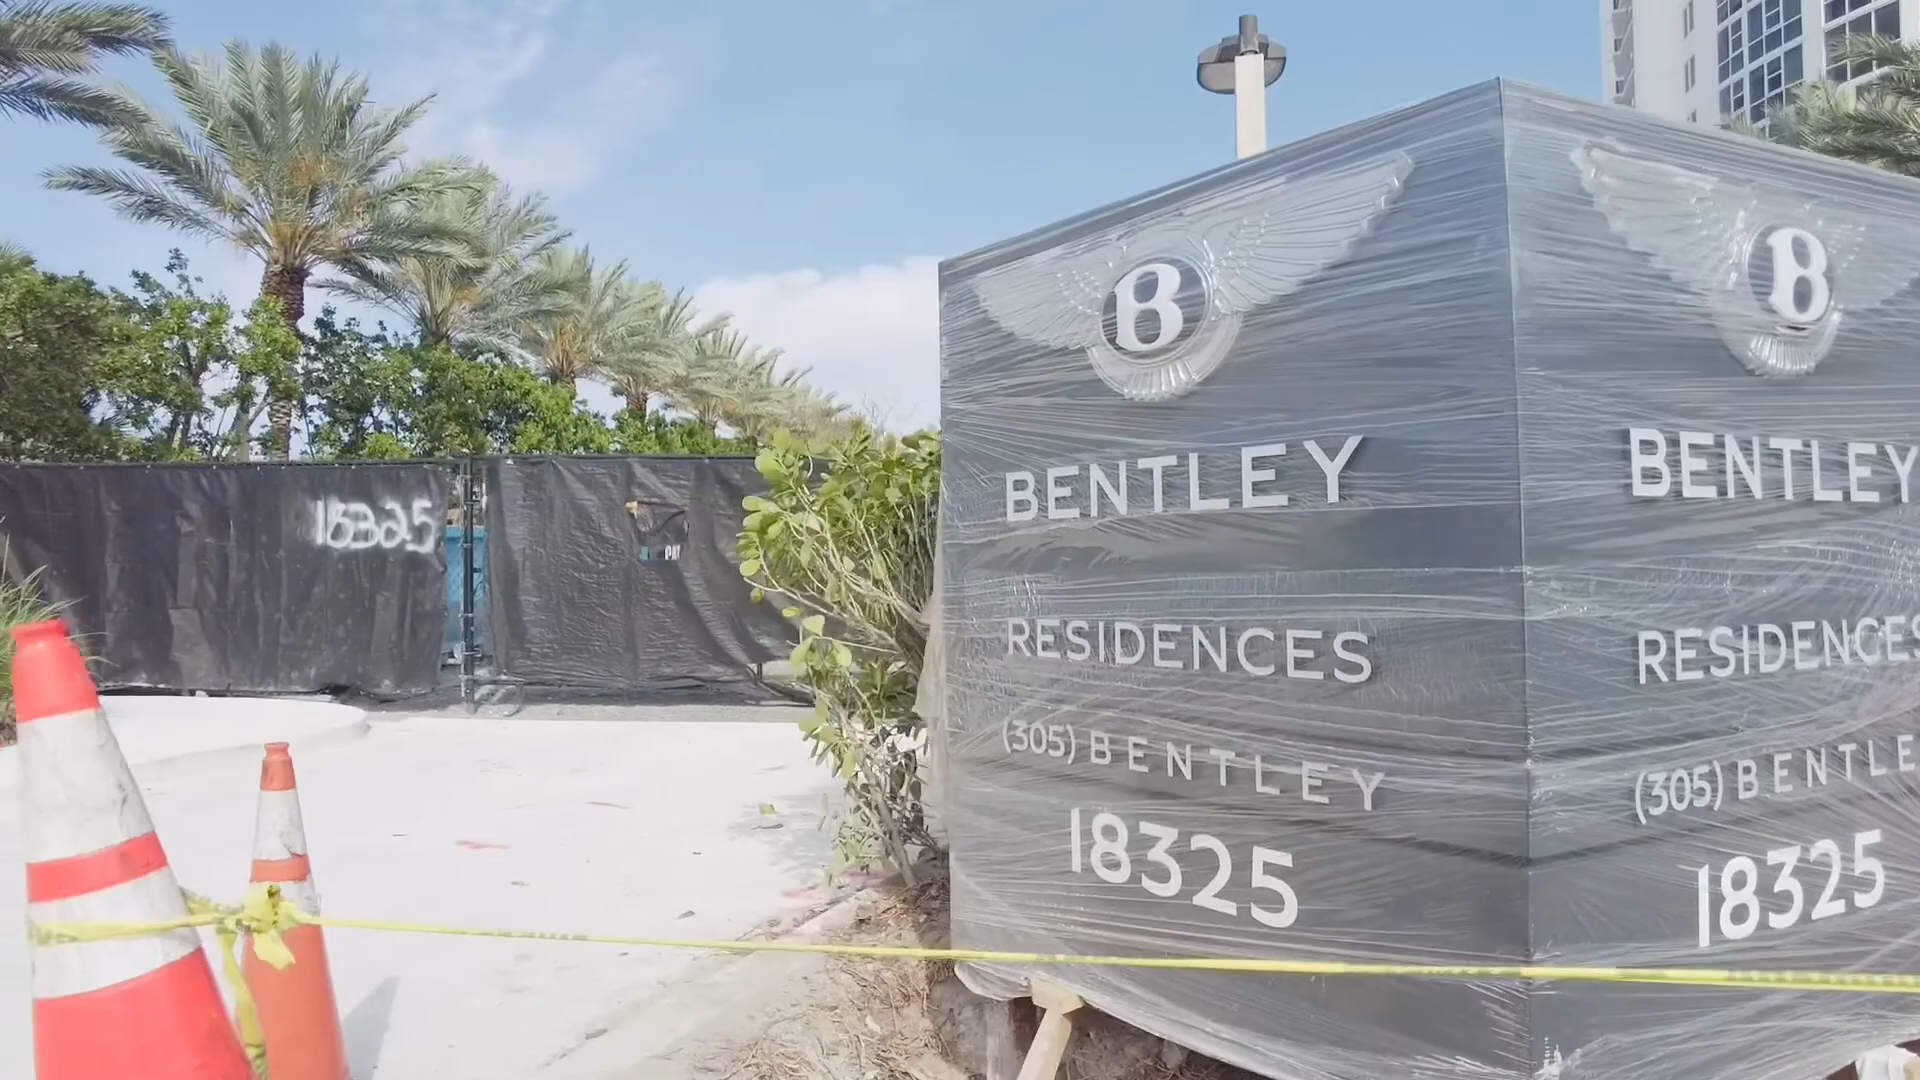 18325
B
BENTLEY
RESIDENCES
(305) BENTLEY
18325
B
BENTLEY
RESIDENCES
(305) BENTLE
18325